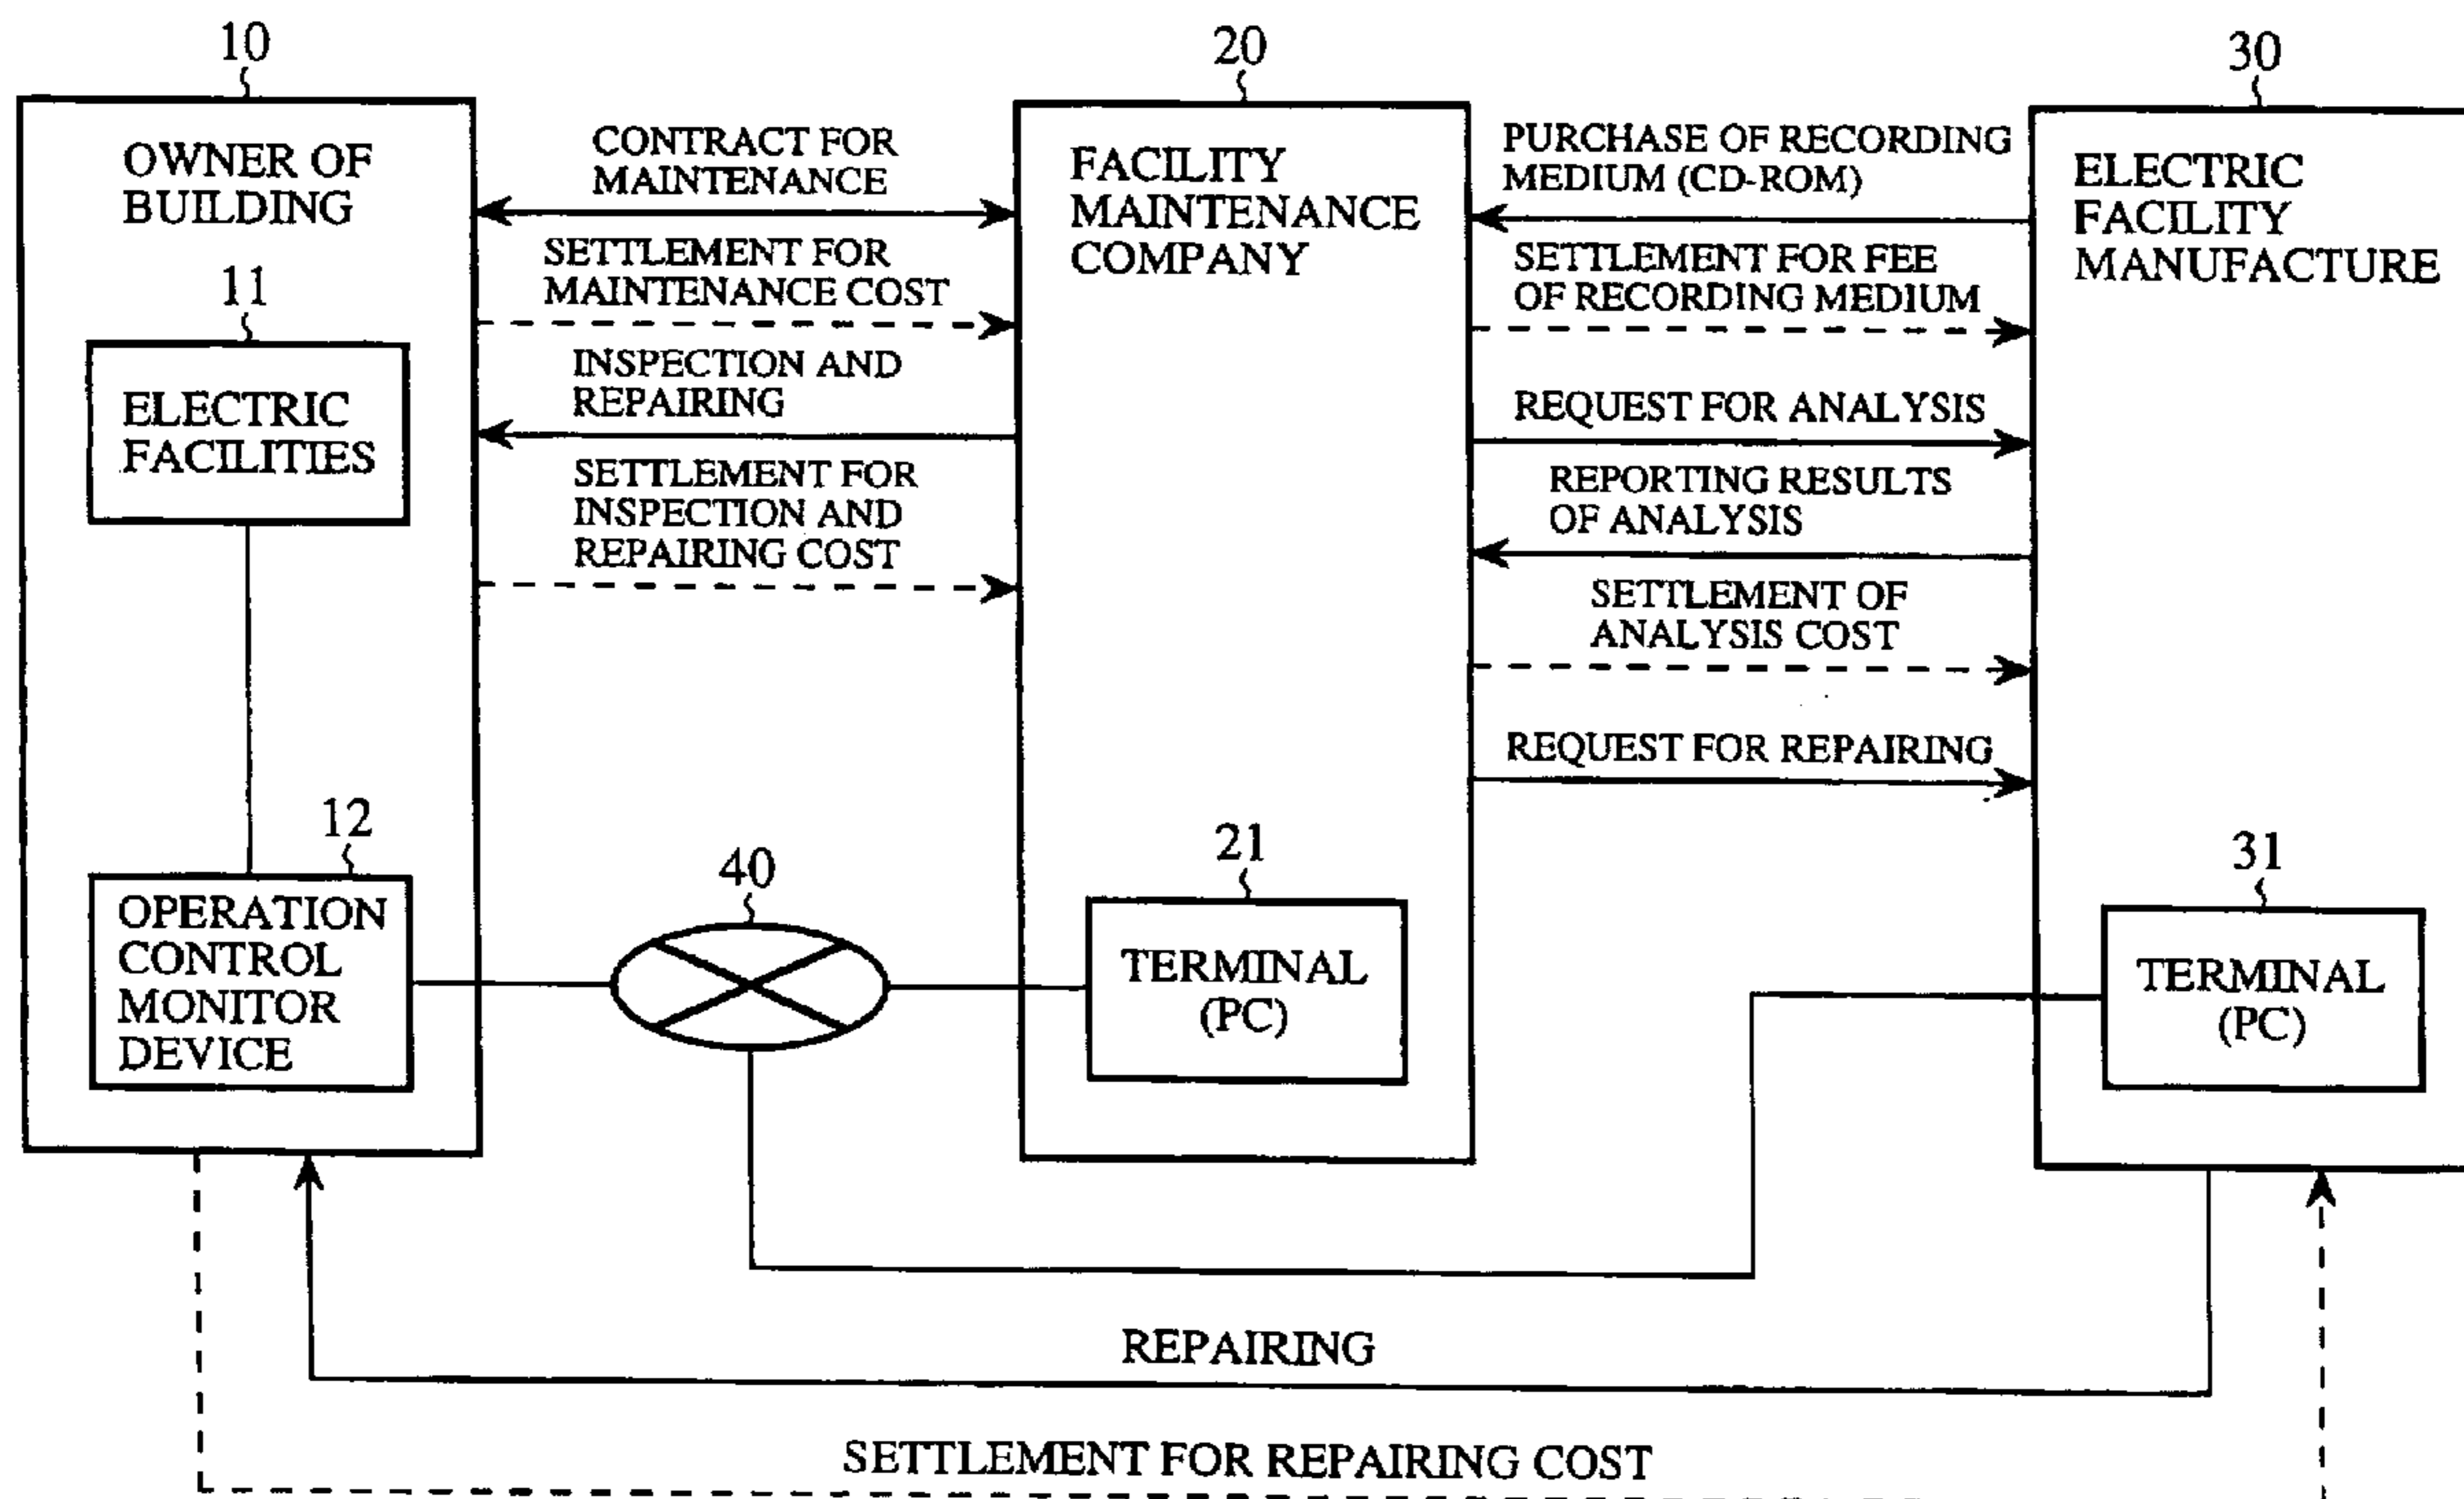 10
OWNER OF
BUILDING
11
ELECTRIC
FACILITIES
12
OPERATION
CONTROL
MONITOR
DEVICE
CONTRACT FOR
MAINTENANCE
SETTLEMENT FOR
MAINTENANCE COST
INSPECTION AND
REPAIRING
SETTLEMENT FOR
INSPECTION AND
REPAIRING COST
40
20
FACILITY
MAINTENANCE
COMPANY
21
TERMINAL
(PC)
PURCHASE OF RECORDING
MEDIUM (CD-ROM)
SETTLEMENT FOR FEE
OF RECORDING MEDIUM
REQUEST FOR ANALYSIS
REPORTING RESULTS
OF ANALYSIS
SETTLEMENT OF
ANALYSIS COST
REQUEST FOR REPAIRING
30
ELECTRIC
FACILITY
MANUFACTURE
31
TERMINAL
(PC)
REPAIRING
SETTLEMENT FOR REPAIRING COST